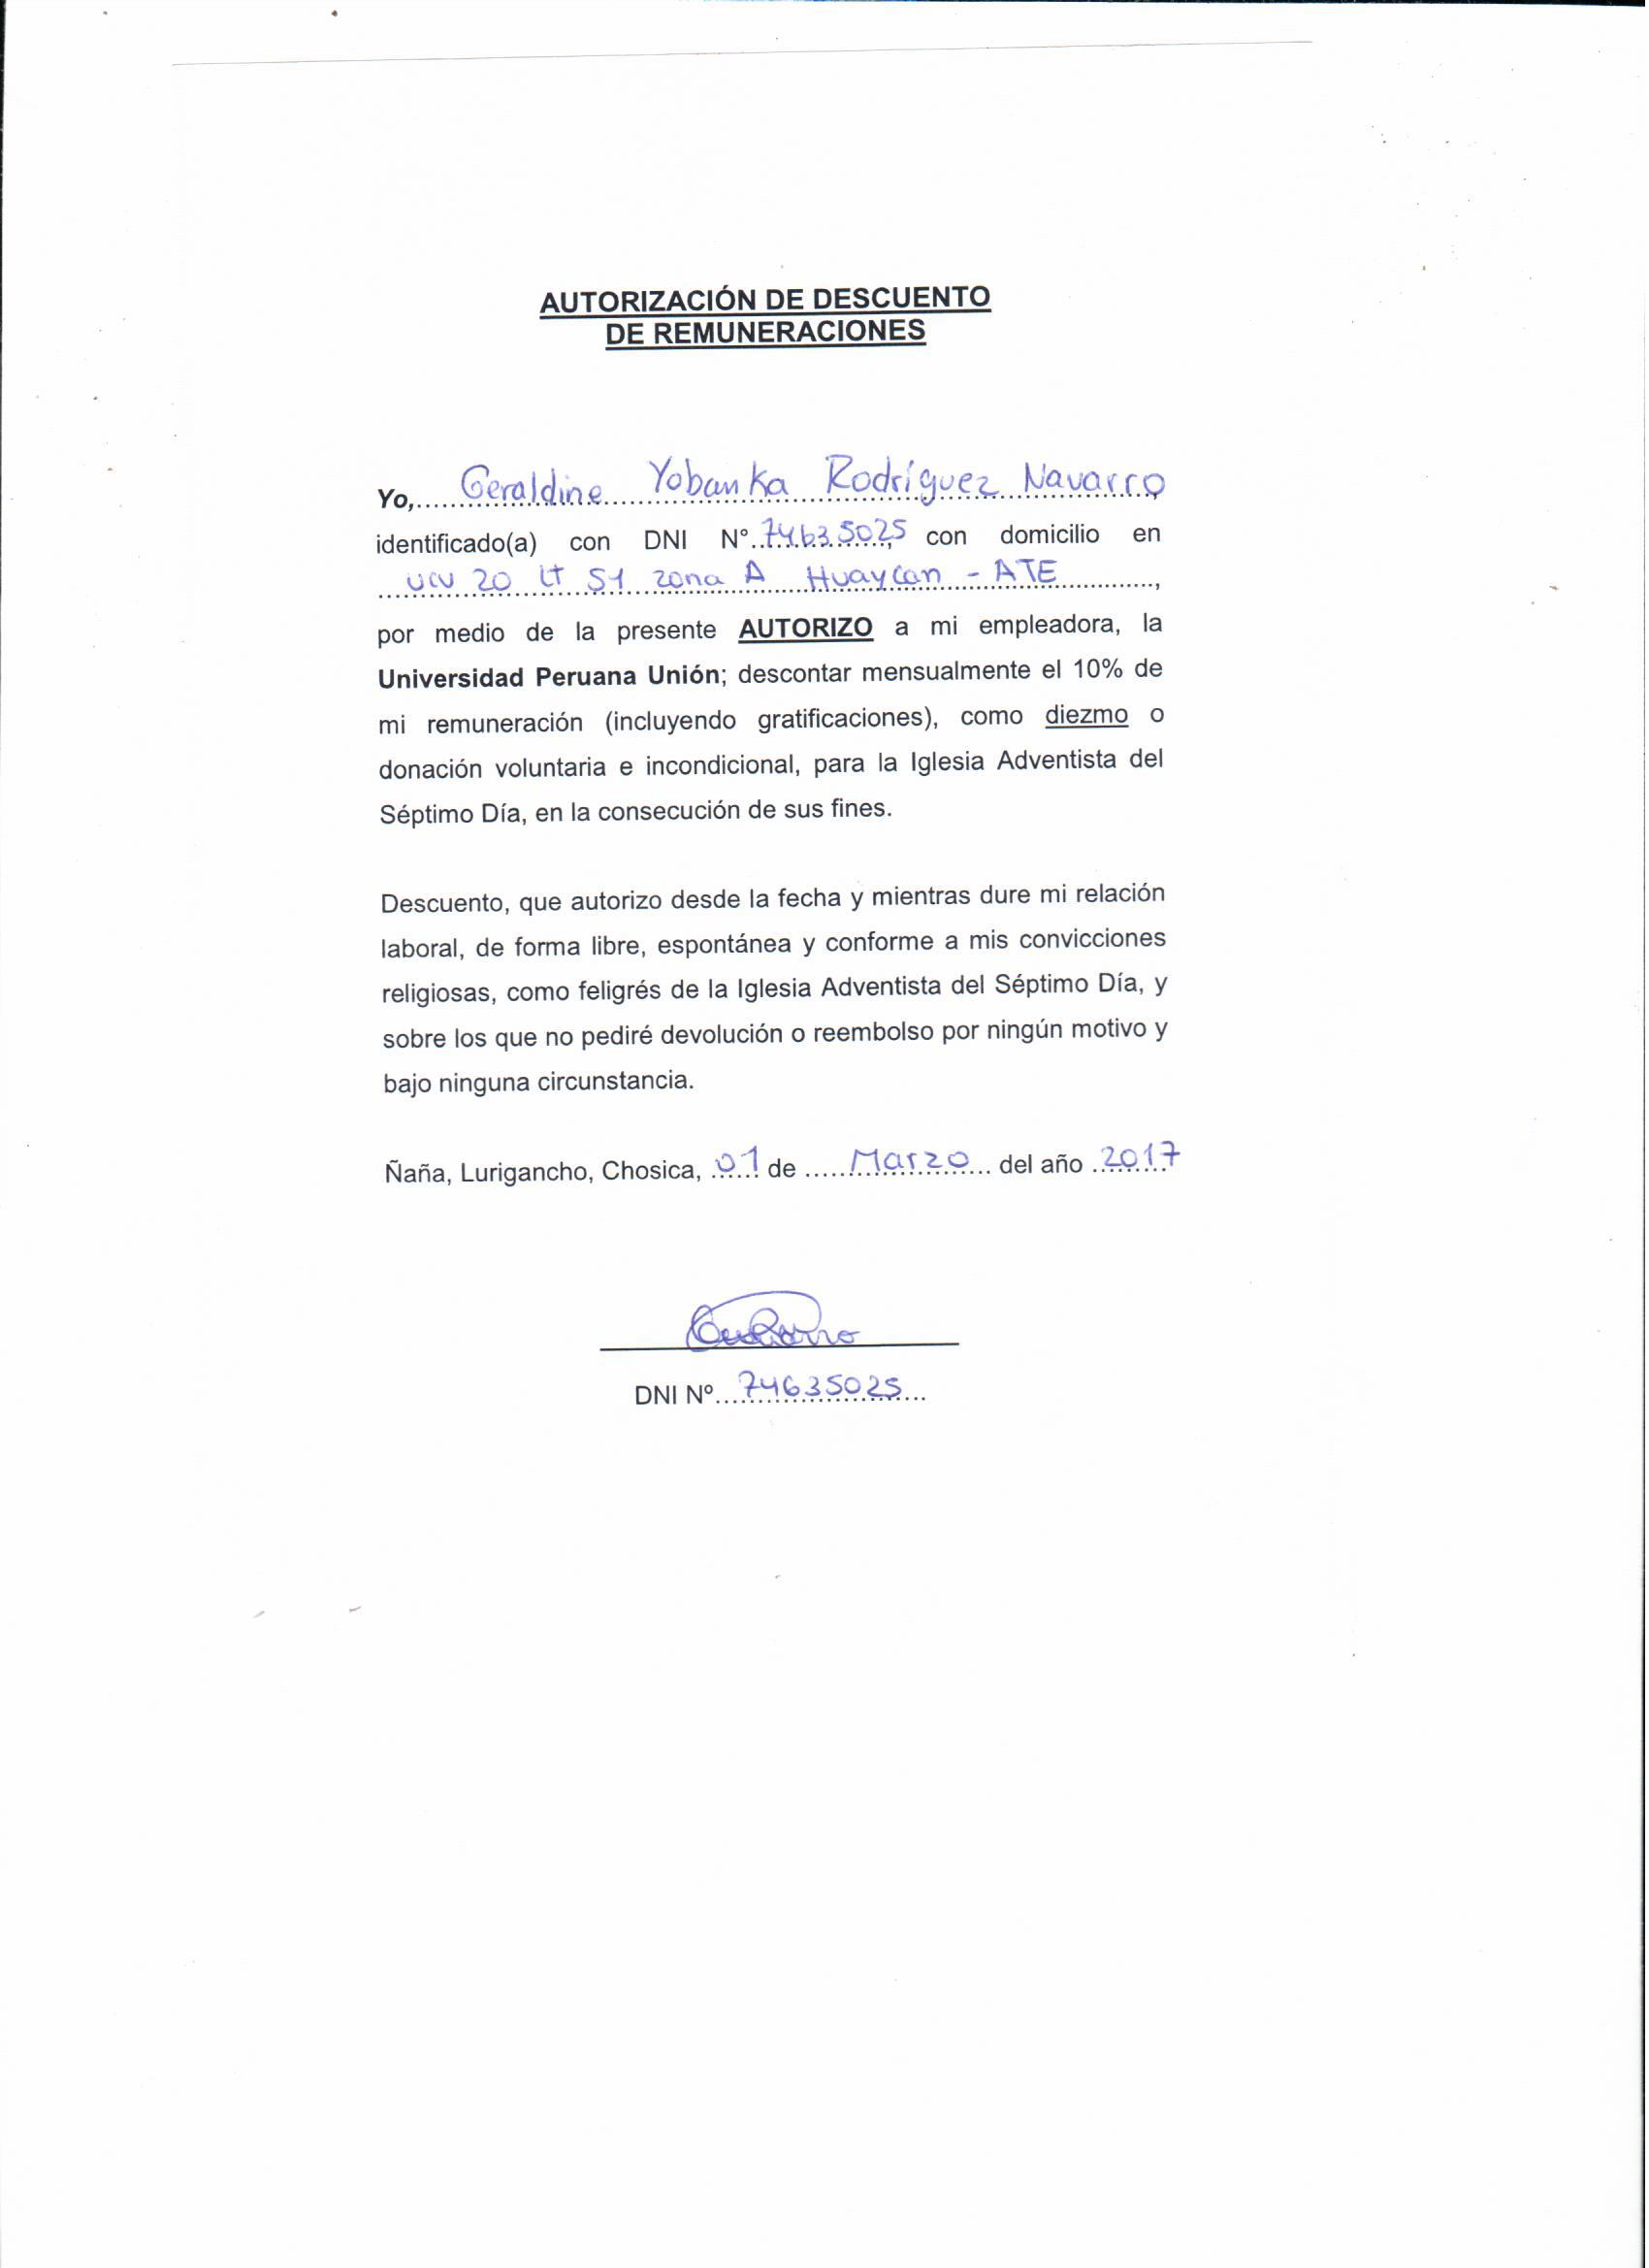 AUTORIZACIÓN DE DESCUENTO
DE REMUNERACIONES
Yo,.....Geraldine Yobanka Rodríguez Navarro
identificado(a) con DNI N°.74635025, con domicilio en
UCV 20 LT 51 zona A Huaycan - ATE.............,
por medio de la presente AUTORIZO a mi empleadora, la
Universidad Peruana Unión; descontar mensualmente el 10% de
mi remuneración (incluyendo gratificaciones), como diezmo o
donación voluntaria e incondicional, para la Iglesia Adventista del
Séptimo Día, en la consecución de sus fines.
Descuento, que autorizo desde la fecha y mientras dure mi relación
laboral, de forma libre, espontánea y conforme a mis convicciones
religiosas, como feligrés de la Iglesia Adventista del Séptimo Día, y
sobre los que no pediré devolución o reembolso por ningún motivo y
bajo ninguna circunstancia.
Ñaña, Lurigancho, Chosica, 01 de ..... Marzo ... del año 2017
DNI Nº...74635025...